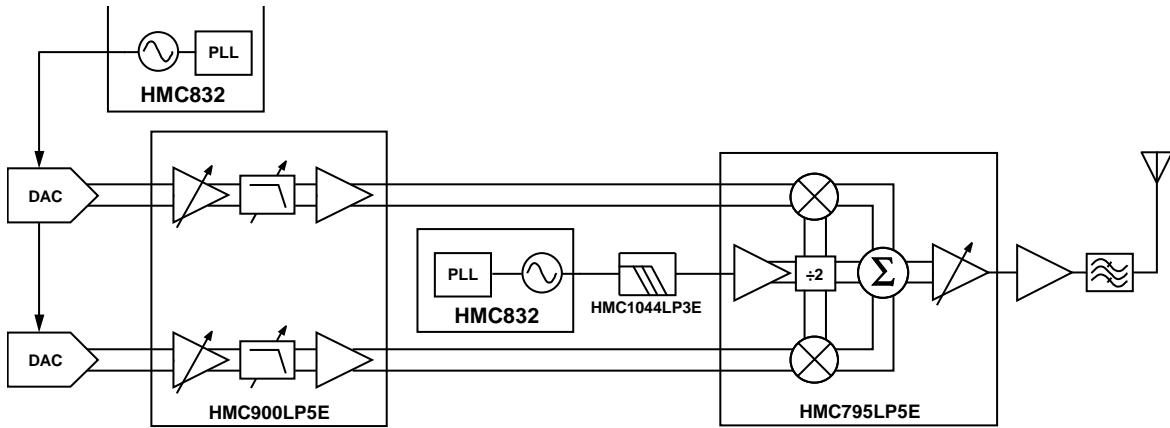 PLL
HMC832
DAC
PLL
÷2
Σ
HMC1044LP3E
HMC832
DAC
HMC900LP5E
HMC795LP5E